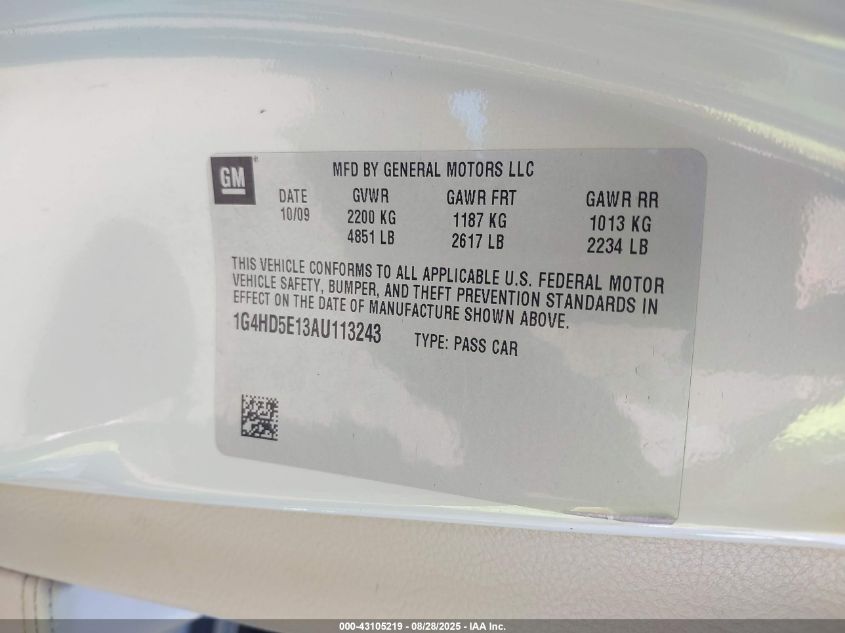 GM
MFD BY GENERAL MOTORS LLC
DATE GVWR GAWR FRT GAWR RR
10/09 2200 KG 1187 KG 1013 KG
4851 LB 2617 LB 2234 LB
THIS VEHICLE CONFORMS TO ALL APPLICABLE U.S. FEDERAL MOTOR
VEHICLE SAFETY, BUMPER, AND THEFT PREVENTION STANDARDS IN
EFFECT ON THE DATE OF MANUFACTURE SHOWN ABOVE.
1G4HD5E13AU113243 TYPE: PASS CAR
000-43105219 - 08/28/2025 - IAA Inc.